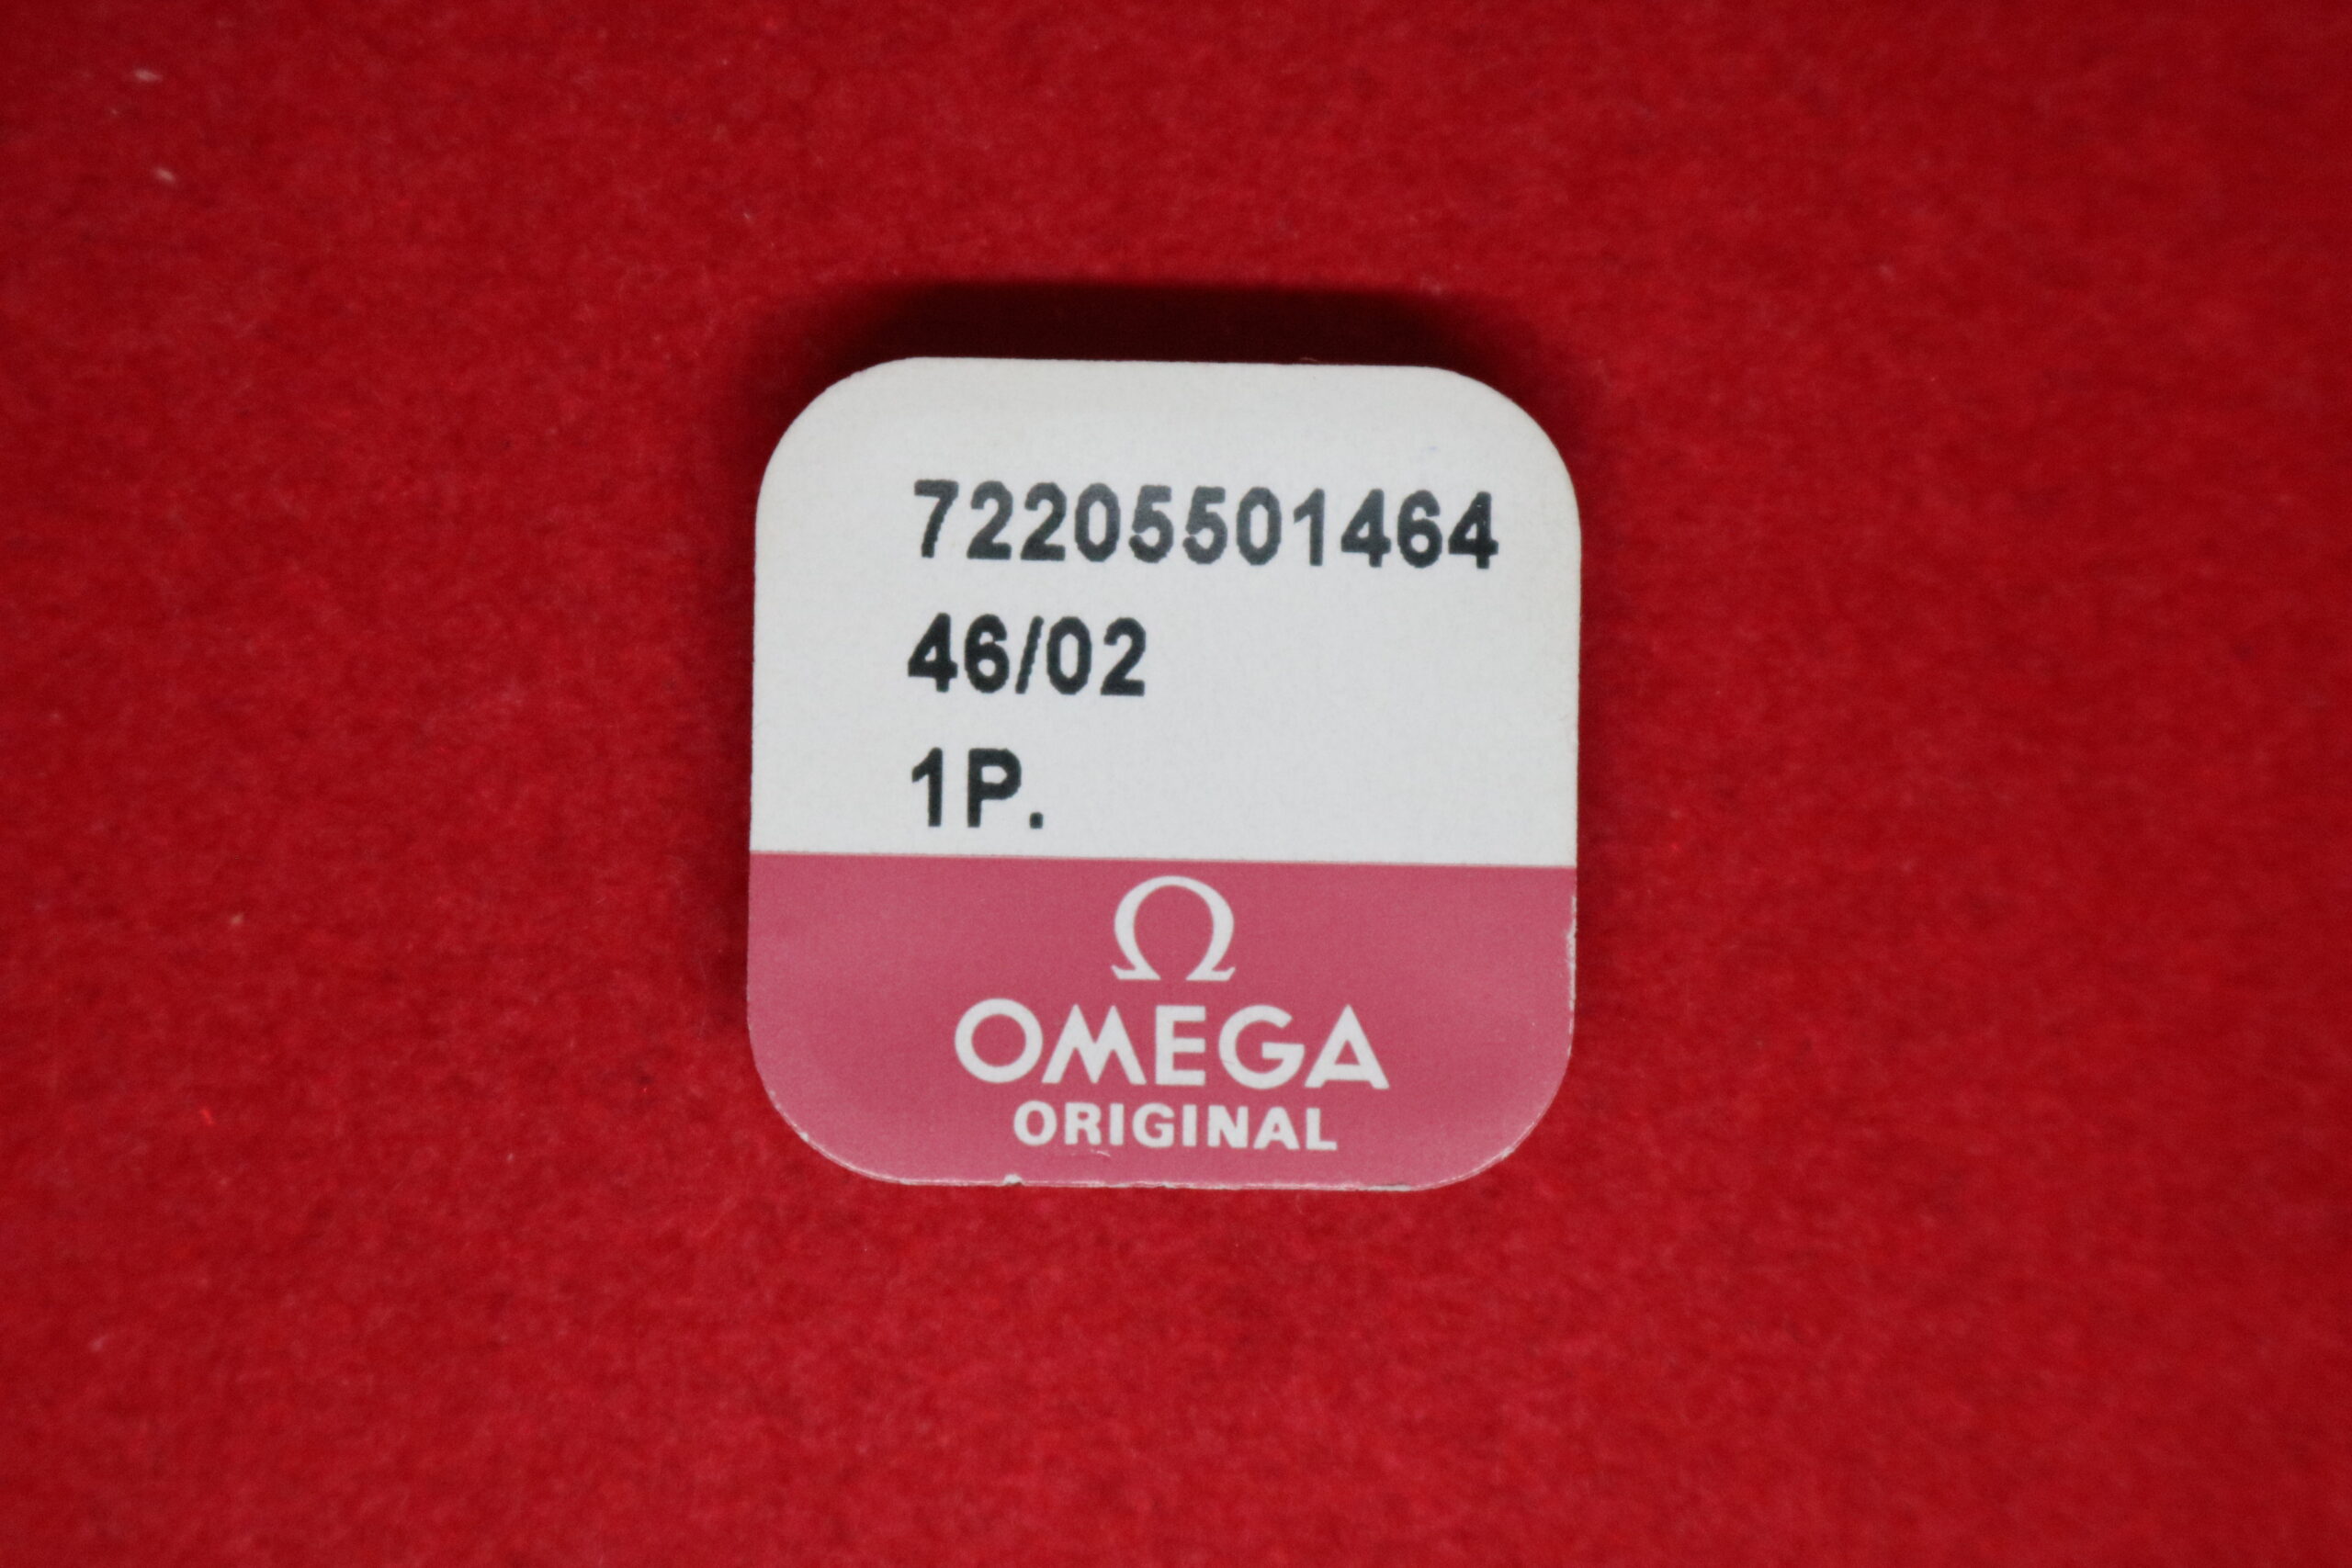 72205501464
46/02
1P.
Ω
OMEGA
ORIGINAL